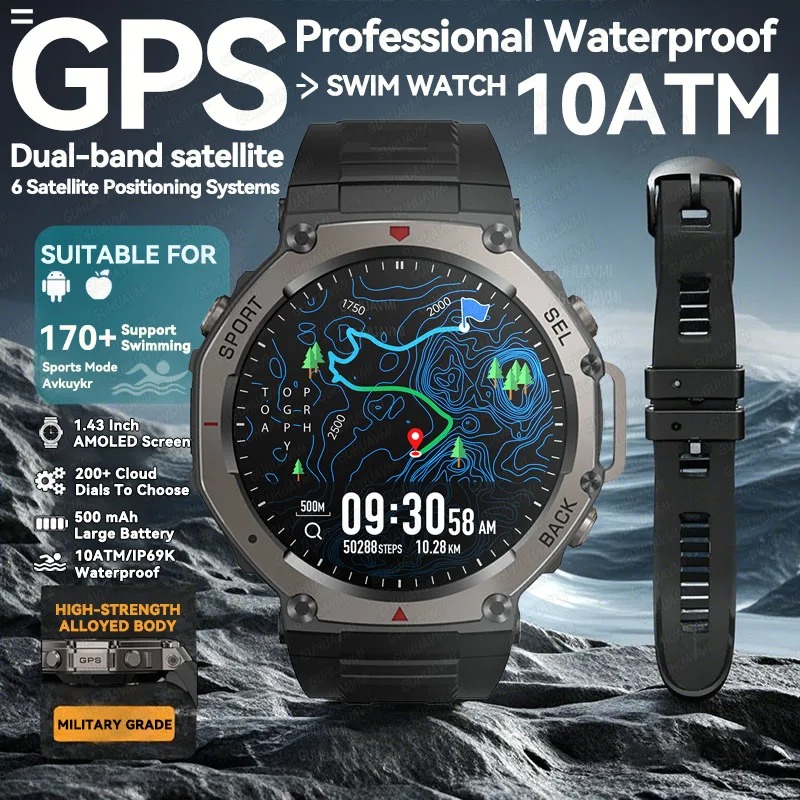 GPS
Professional Waterproof
-> SWIM WATCH
10ATM
Dual-band satellite
6 Satellite Positioning Systems
SUITABLE FOR
170+ Support
Swimming
Sports Mode
Avkuykr
1.43 Inch
AMOLED Screen
200+ Cloud
Dials To Choose
500 mAh
Large Battery
10ATM/IP69K
Waterproof
HIGH-STRENGTH
ALLOYED BODY
GPS
MILITARY GRADE
SPORT
SEL
BACK
1750
2000
2500
T O P
O G R
A P H
Y
500M
09:30 58 AM
50288 STEPS
10.28 KM
GUHUAVMI